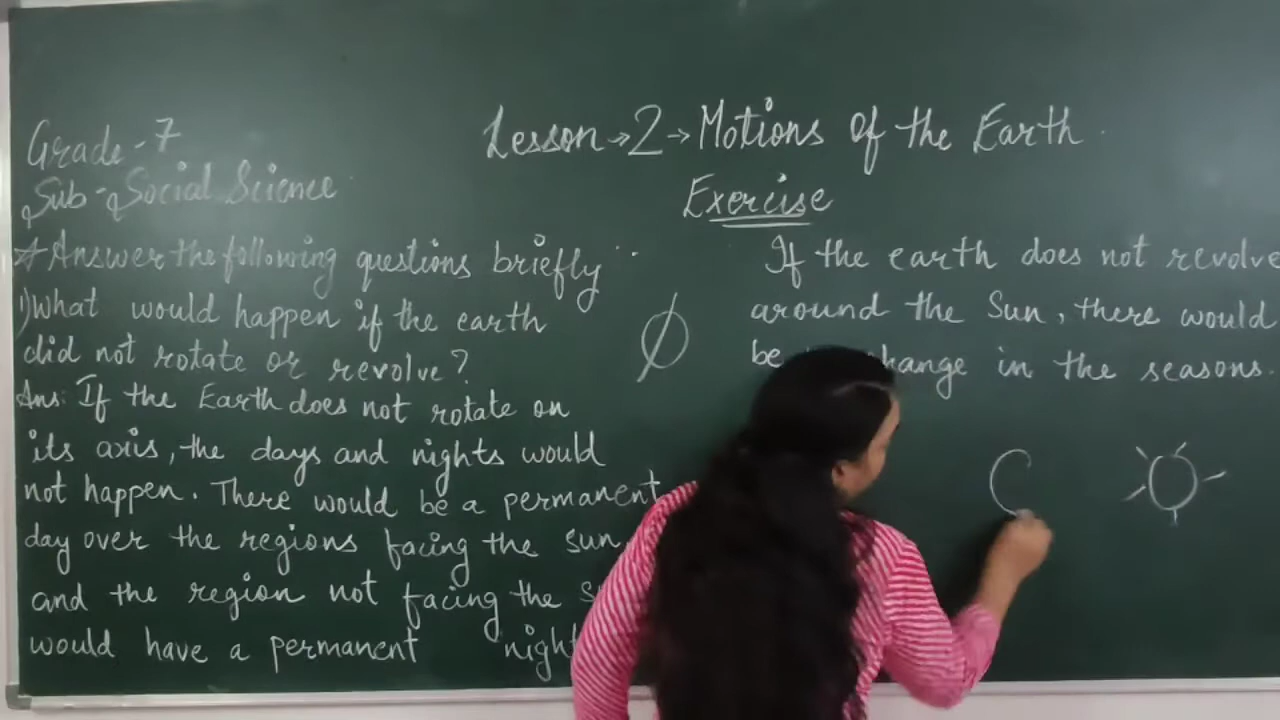 Grade-7
Sub-Social Science
Lesson→2→Motions of the Earth
Exercise
* Answer the following questions briefly
1) What would happen if the earth
did not rotate or revolve?
Ans: If the Earth does not rotate on
its axis, the days and nights would
not happen. There would be a permanent
day over the regions facing the sun
and the region not facing the
would have a permanent night
If the earth does not revolve
around the Sun, there would
be change in the seasons.